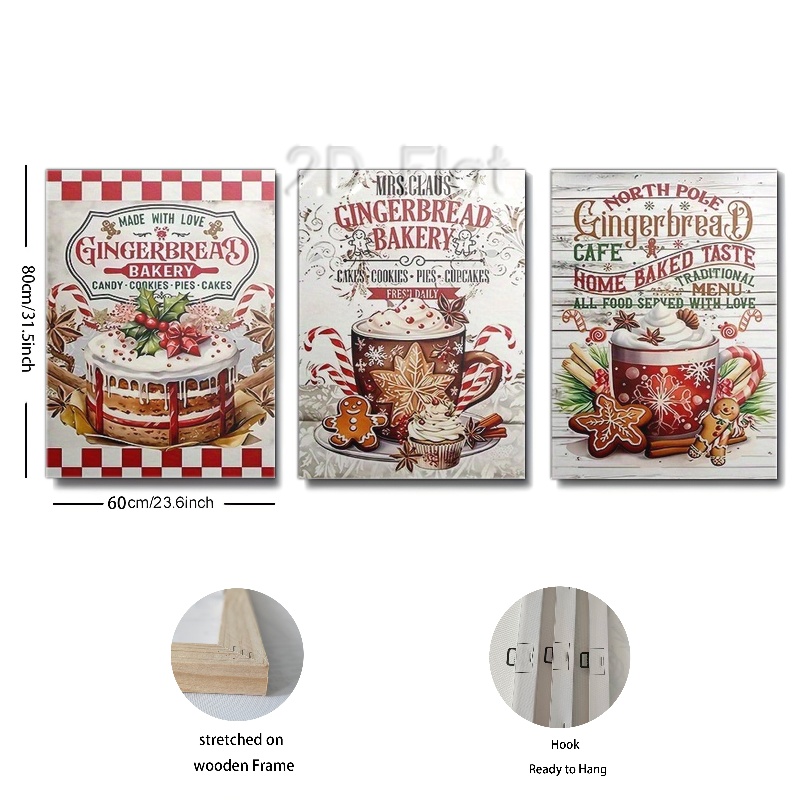 2D Flat
MADE WITH LOVE
GINGERBREAD
BAKERY
CANDY·COOKIES·PIES·CAKES
MRS.CLAUS
GINGERBREAD
BAKERY
CAKES·COOKIES·PIES·CUPCAKES
FRESH DAILY
NORTH POLE
GingerbreaD
CAFE
HOME BAKED TASTE
TRADITIONAL
MENU
ALL FOOD SERVED WITH LOVE
80cm/31.5inch
60cm/23.6inch
stretched on
wooden Frame
Hook
Ready to Hang